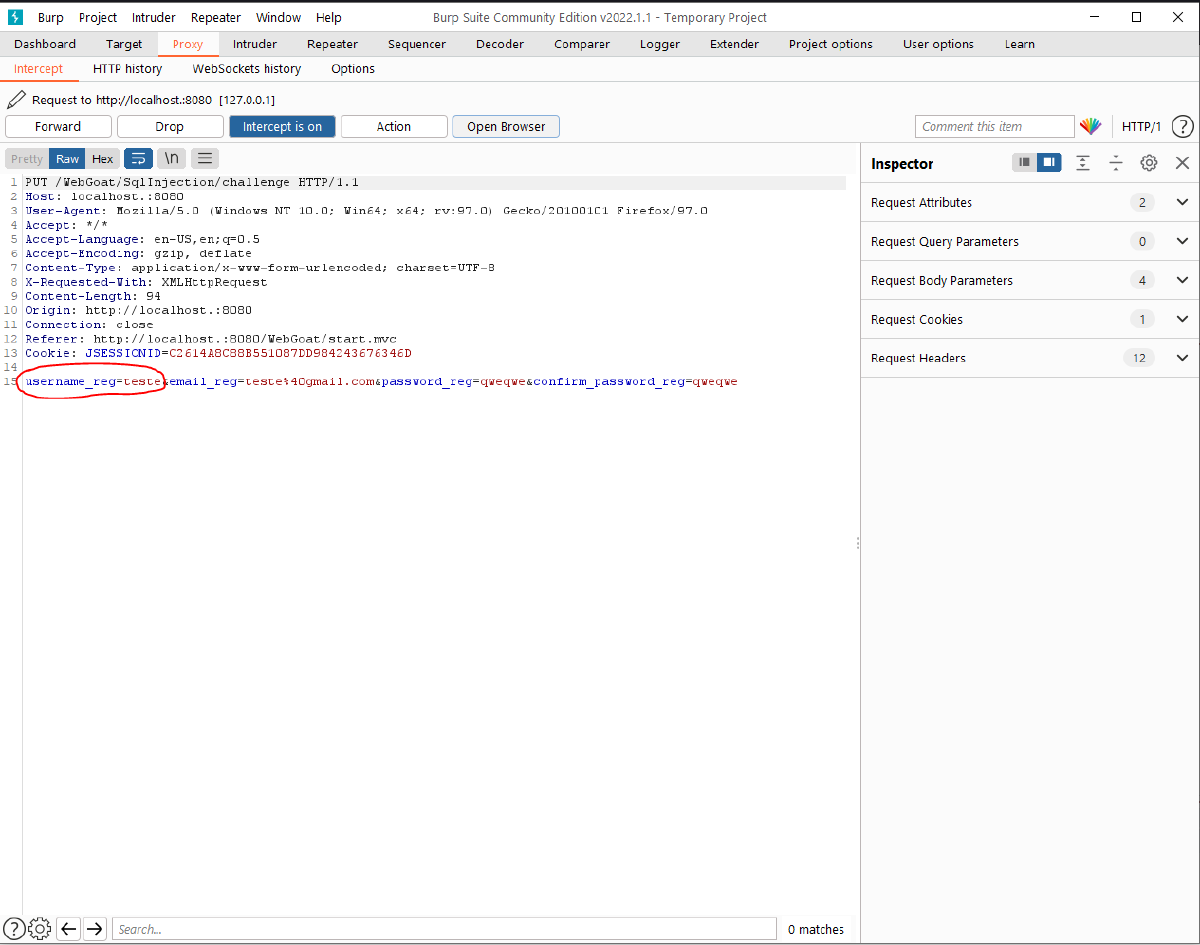 Burp Project Intruder Repeater Window Help Burp Suite Community Edition v2022.1.1 - Temporary Project
Dashboard Target Proxy Intruder Repeater Sequencer Decoder Comparer Logger Extender Project options User options Learn
Intercept HTTP history WebSockets history Options
Request to http://localhost.:8080 [127.0.0.1]
Forward Drop Intercept is on Action Open Browser Comment this item HTTP/1 ?
Pretty Raw Hex \n
Inspector
1 PUT /WebGoat/SqlInjection/challenge HTTP/1.1
2 Host: localhost.:8080
3 User-Agent: Mozilla/5.0 (Windows NT 10.0; Win64; x64; rv:97.0) Gecko/20100101 Firefox/97.0
4 Accept: */*
5 Accept-Language: en-US,en;q=0.5
6 Accept-Encoding: gzip, deflate
7 Content-Type: application/x-www-form-urlencoded; charset=UTF-8
8 X-Requested-With: XMLHttpRequest
9 Content-Length: 94
10 Origin: http://localhost.:8080
11 Connection: close
12 Referer: http://localhost.:8080/WebGoat/start.mvc
13 Cookie: JSESSIONID=C2614A8C88B551087DD984243676346D
14
15 username_reg=teste&email_reg=teste%40gmail.com&password_reg=qweqwe&confirm_password_reg=qweqwe
Request Attributes 2
Request Query Parameters 0
Request Body Parameters 4
Request Cookies 1
Request Headers 12
? Search... 0 matches